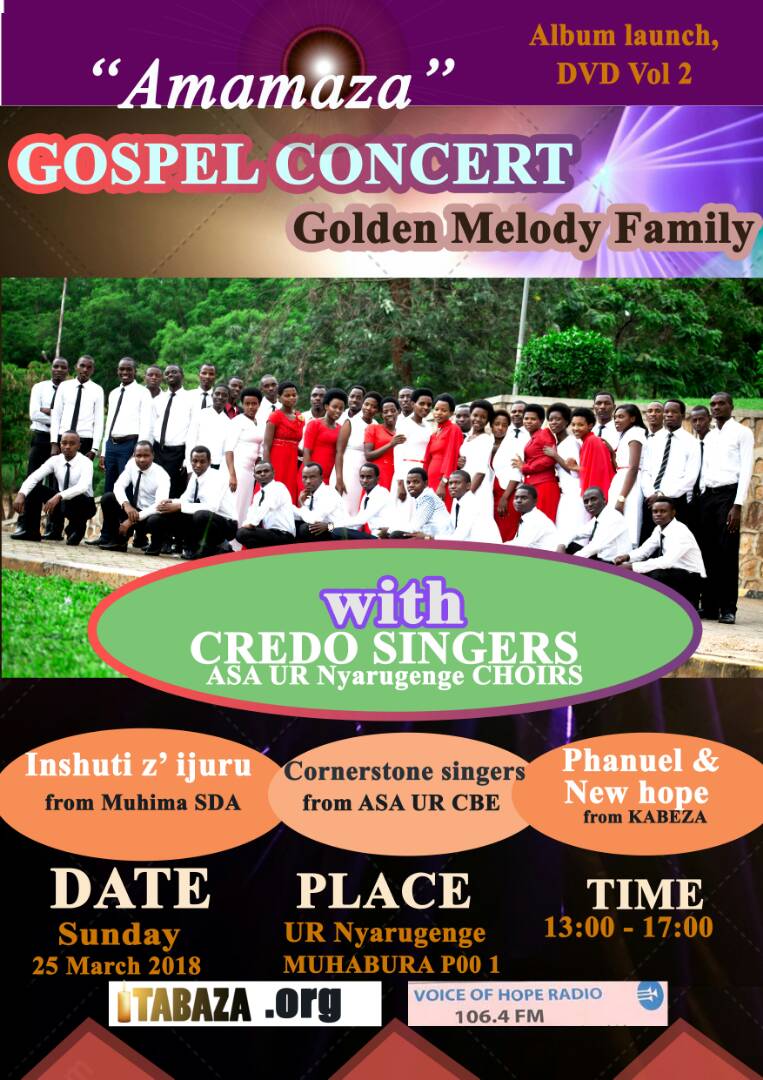 Album launch,
DVD Vol 2
“Amamaza”
GOSPEL CONCERT
Golden Melody Family
with
CREDO SINGERS
ASA UR Nyarugenge CHOIRS
Inshuti z’ ijuru
from Muhima SDA
Cornerstone singers
from ASA UR CBE
Phanuel &
New hope
from KABEZA
DATE
Sunday
25 March 2018
PLACE
UR Nyarugenge
MUHABURA P00 1
TIME
13:00 - 17:00
ITABAZA .org
VOICE OF HOPE RADIO
106.4 FM